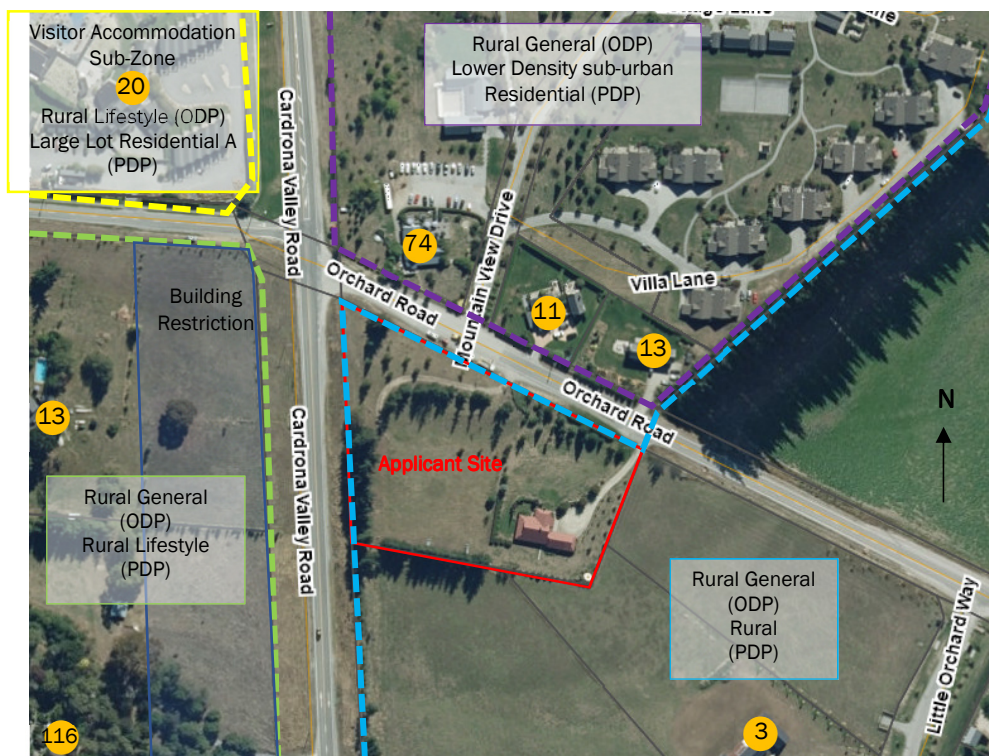 Visitor Accommodation
Sub-Zone
20
Rural Lifestyle (ODP)
Large Lot Residential A
(PDP)
Rural General (ODP)
Lower Density sub-urban
Residential (PDP)
Cardrona Valley Road
74
Orchard Road
Mountain View Drive
11
13
Villa Lane
Building
Restriction
13
Orchard Road
N
Cardrona Valley Road
Applicant Site
Rural General
(ODP)
Rural Lifestyle
(PDP)
Rural General
(ODP)
Rural
(PDP)
Little Orchard Way
116
3